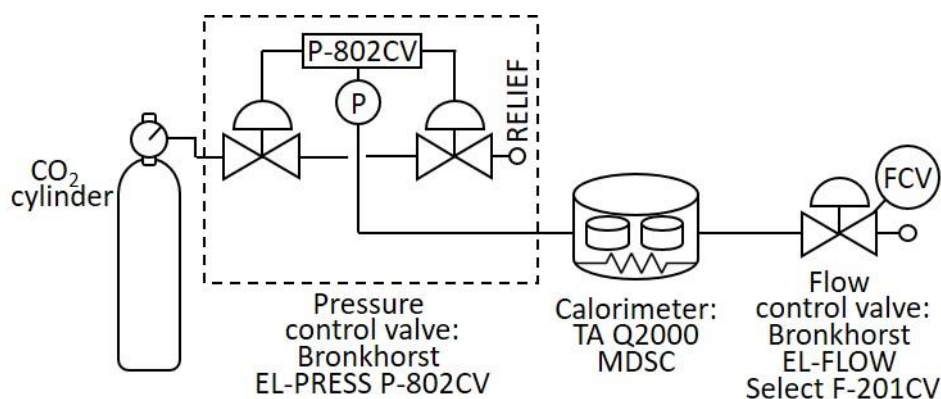 P-802CV
P
RELIEF
CO₂
cylinder
FCV
Pressure
control valve:
Bronkhorst
EL-PRESS P-802CV
Calorimeter:
TA Q2000
MDSC
Flow
control valve:
Bronkhorst
EL-FLOW
Select F-201CV